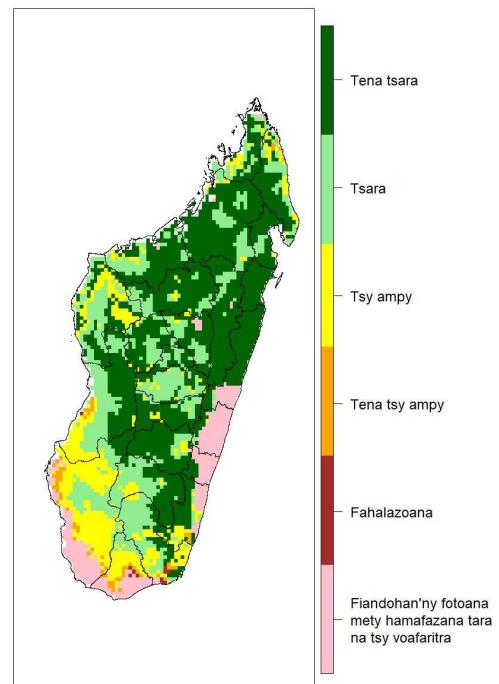 Tena tsara
Tsara
Tsy ampy
Tena tsy ampy
Fahalazoana
Fiandohan'ny fotoana
mety hamafazana tara
na tsy voafaritra